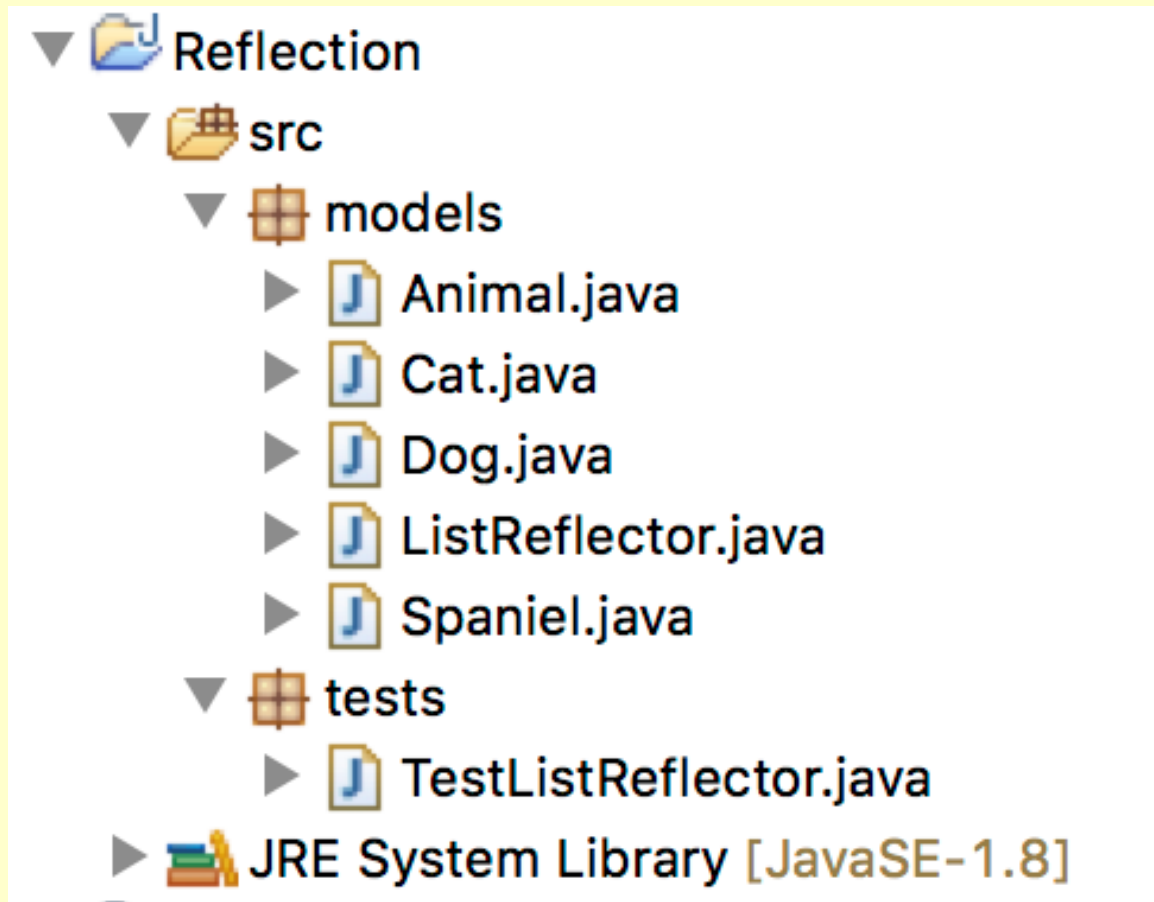 Reflection
src
models
Animal.java
Cat.java
Dog.java
ListReflector.java
Spaniel.java
tests
TestListReflector.java
JRE System Library [JavaSE-1.8]